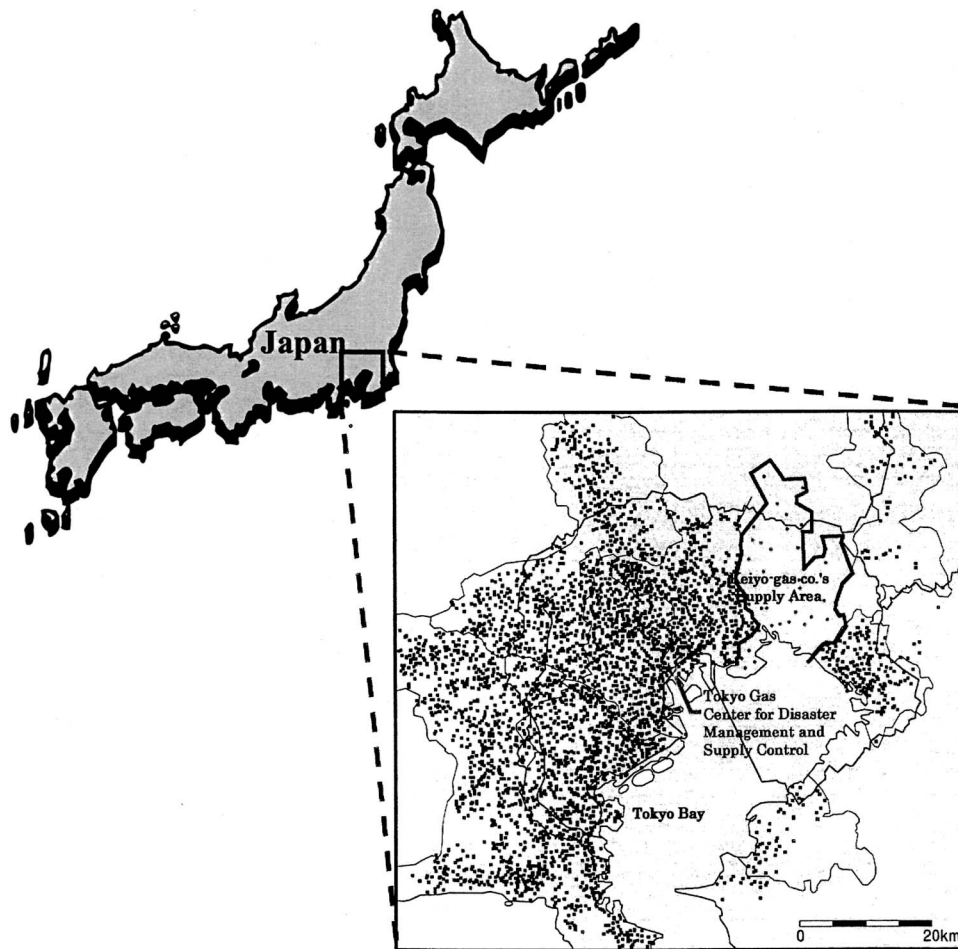 Japan
Keiyo gas co.'s
Supply Area.
Tokyo Gas
Center for Disaster
Management and
Supply Control
Tokyo Bay
0 20km